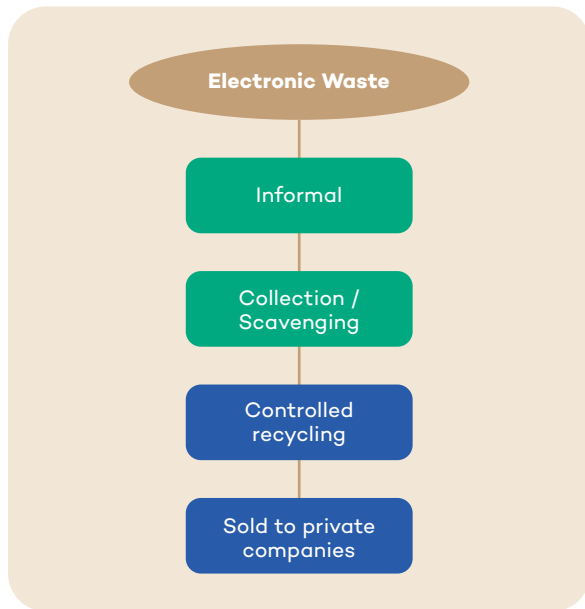 Electronic Waste
Informal
Collection /
Scavenging
Controlled
recycling
Sold to private
companies